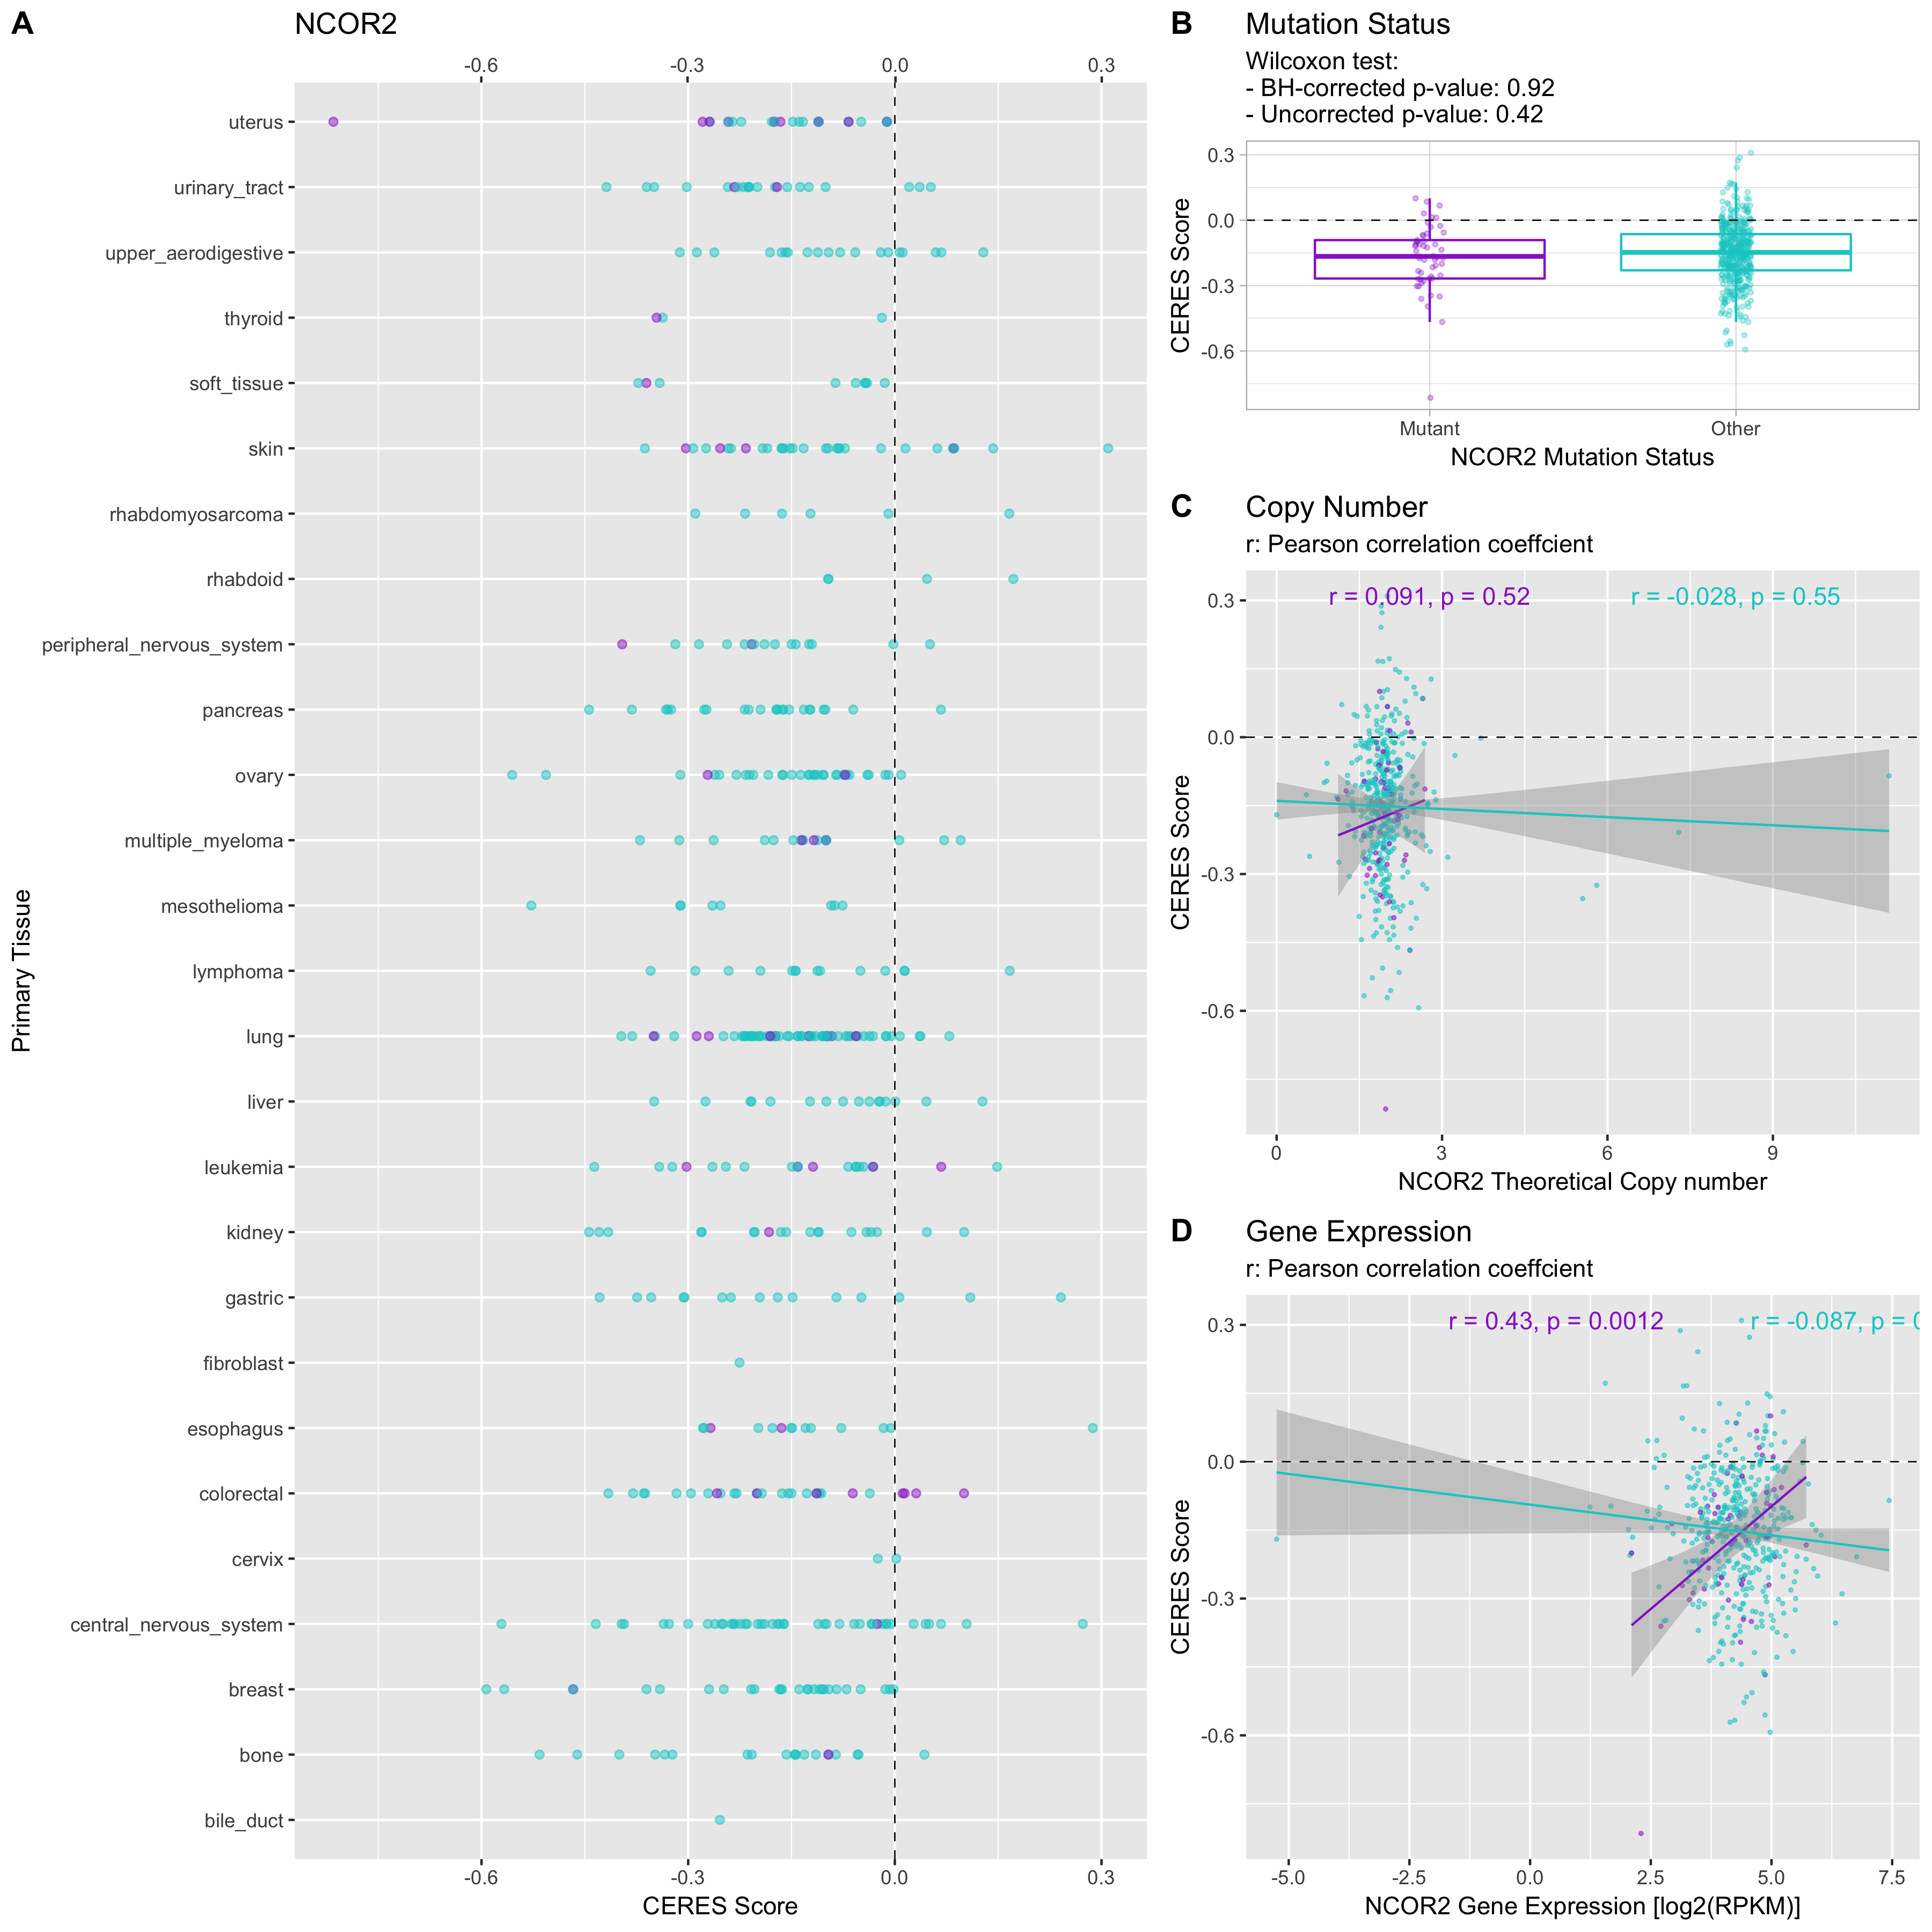 A
NCOR2
-0.6 -0.3 0.0 0.3
uterus
urinary_tract
upper_aerodigestive
thyroid
soft_tissue
skin
rhabdomyosarcoma
rhabdoid
peripheral_nervous_system
pancreas
ovary
multiple_myeloma
mesothelioma
lymphoma
lung
liver
leukemia
kidney
gastric
fibroblast
esophagus
colorectal
cervix
central_nervous_system
breast
bone
bile_duct
Primary Tissue
-0.6 -0.3 0.0 0.3
CERES Score
B
Mutation Status
Wilcoxon test:
- BH-corrected p-value: 0.92
- Uncorrected p-value: 0.42
0.3
0.0
-0.3
-0.6
CERES Score
Mutant Other
NCOR2 Mutation Status
C
Copy Number
r: Pearson correlation coeffcient
r = 0.091, p = 0.52 r = -0.028, p = 0.55
0.3
0.0
-0.3
-0.6
CERES Score
0 3 6 9
NCOR2 Theoretical Copy number
D
Gene Expression
r: Pearson correlation coeffcient
r = 0.43, p = 0.0012 r = -0.087, p =
0.3
0.0
-0.3
-0.6
CERES Score
-5.0 -2.5 0.0 2.5 5.0 7.5
NCOR2 Gene Expression [log2(RPKM)]